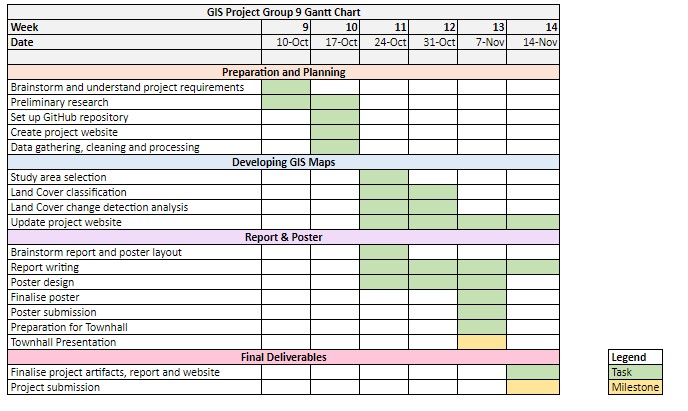 GIS Project Group 9 Gantt Chart
Week 9 10 11 12 13 14
Date 10-Oct 17-Oct 24-Oct 31-Oct 7-Nov 14-Nov
Preparation and Planning
Brainstorm and understand project requirements
Preliminary research
Set up GitHub repository
Create project website
Data gathering, cleaning and processing
Developing GIS Maps
Study area selection
Land Cover classification
Land Cover change detection analysis
Update project website
Report & Poster
Brainstorm report and poster layout
Report writing
Poster design
Finalise poster
Poster submission
Preparation for Townhall
Townhall Presentation
Final Deliverables
Finalise project artifacts, report and website
Project submission
Legend
Task
Milestone